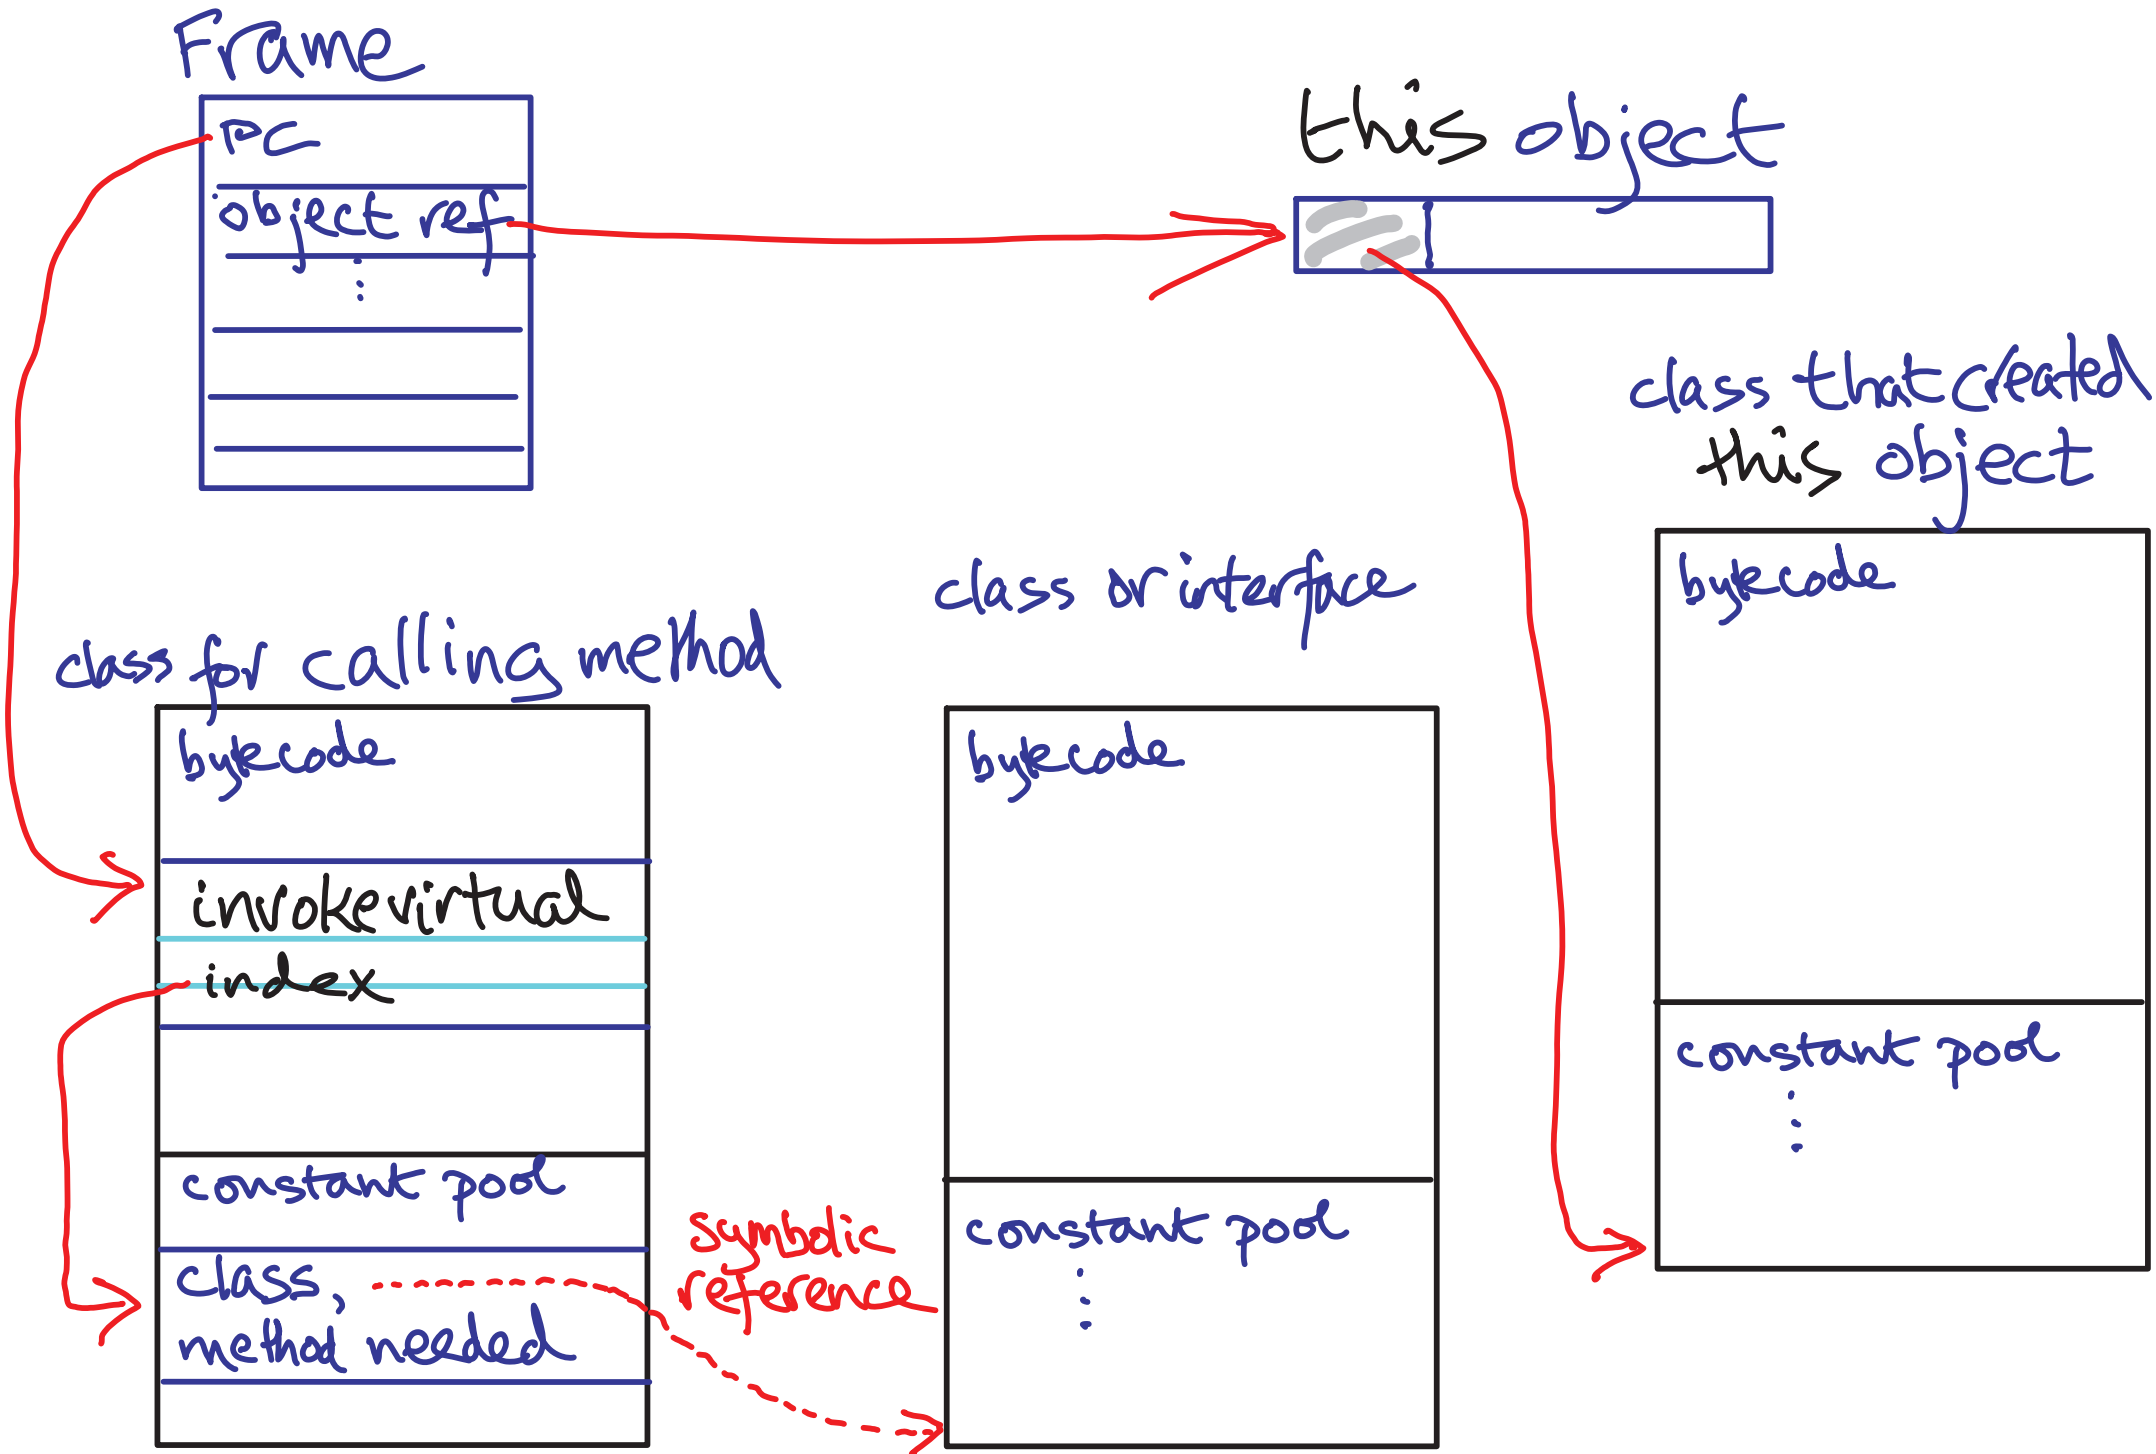 Frame
PC
object ref
this object
class that created
this object
bytecode
constant pool
class or interface
bytecode
constant pool
class for calling method
bytecode
invokevirtual
index
constant pool
class,
method needed
symbolic
reference